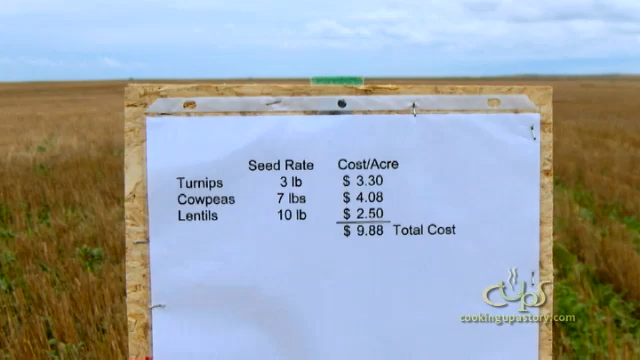 Seed Rate Cost/Acre
Turnips 3 lb $ 3.30
Cowpeas 7 lbs $ 4.08
Lentils 10 lb $ 2.50
$ 9.88 Total Cost
cups
cookingupastory.com